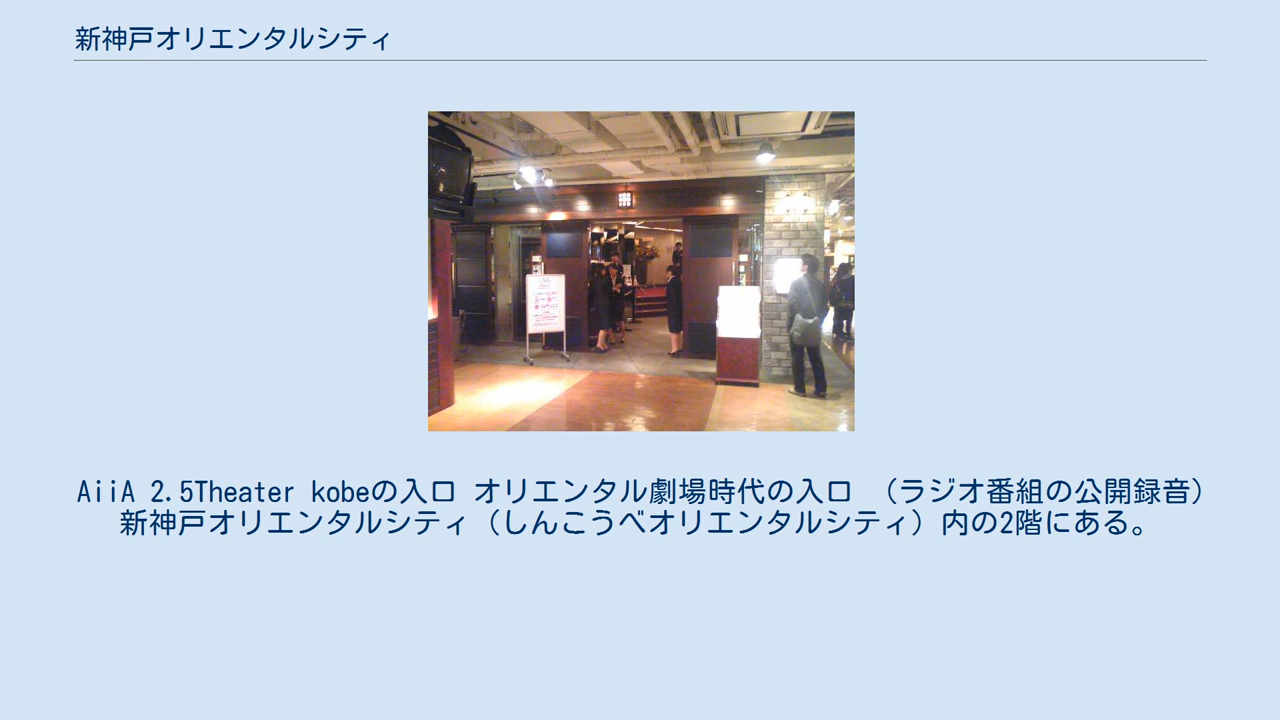 新神戸オリエンタルシティ
AiiA 2.5Theater kobeの入口 オリエンタル劇場時代の入口 （ラジオ番組の公開録音）
新神戸オリエンタルシティ（しんこうべオリエンタルシティ）内の2階にある。